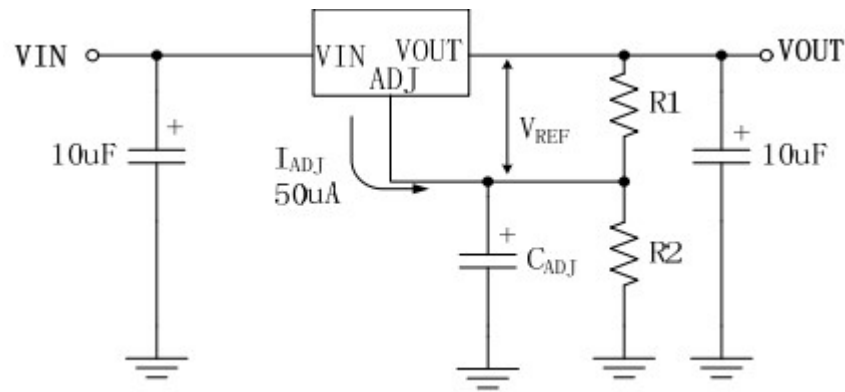 VIN
VIN
VOUT
ADJ
VOUT
10uF
+
I_ADJ
50uA
V_REF
R1
+
10uF
+
C_ADJ
R2